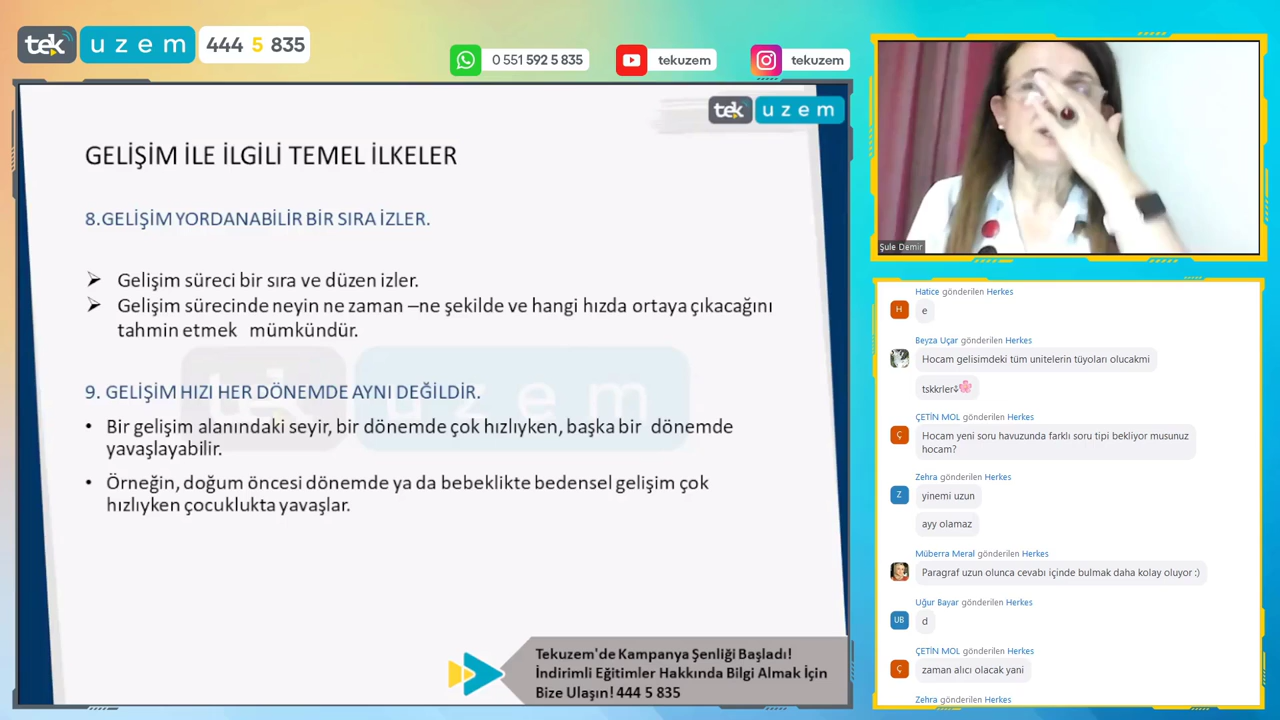 tek uzem 444 5 835
0 551 592 5 835
tekuzem
tekuzem
tek uzem
GELİŞİM İLE İLGİLİ TEMEL İLKELER
8.GELİŞİM YORDANABİLİR BİR SIRA İZLER.
Gelişim süreci bir sıra ve düzen izler.
Gelişim sürecinde neyin ne zaman –ne şekilde ve hangi hızda ortaya çıkacağını
tahmin etmek mümkündür.
tek uzem
9. GELİŞİM HIZI HER DÖNEMDE AYNI DEĞİLDİR.
Bir gelişim alanındaki seyir, bir dönemde çok hızlıyken, başka bir dönemde
yavaşlayabilir.
Örneğin, doğum öncesi dönemde ya da bebeklikte bedensel gelişim çok
hızlıyken çocuklukta yavaşlar.
Tekuzem'de Kampanya Şenliği Başladı!
İndirimli Eğitimler Hakkında Bilgi Almak İçin
Bize Ulaşın! 444 5 835
Şule Demir
Hatice gönderilen Herkes
H
e
Beyza Uçar gönderilen Herkes
Hocam gelisimdeki tüm unitelerin tüyoları olucakmi
tskkrler
ÇETİN MOL gönderilen Herkes
Ç
Hocam yeni soru havuzunda farklı soru tipi bekliyor musunuz
hocam?
Zehra gönderilen Herkes
Z
yinemi uzun
ayy olamaz
Müberra Meral gönderilen Herkes
Paragraf uzun olunca cevabı içinde bulmak daha kolay oluyor :)
Uğur Bayar gönderilen Herkes
UB
d
ÇETİN MOL gönderilen Herkes
Ç
zaman alıcı olacak yani
Zehra gönderilen Herkes